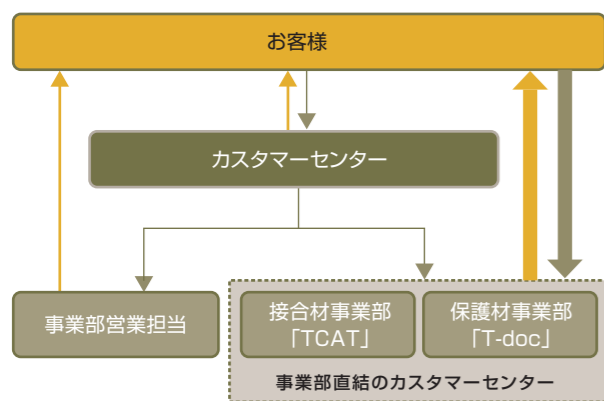 お客様
カスタマーセンター
事業部営業担当
接合材事業部
「TCAT」
保護材事業部
「T-doc」
事業部直結のカスタマーセンター